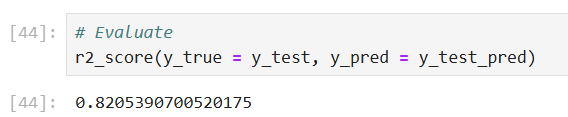 [44]: # Evaluate
r2_score(y_true = y_test, y_pred = y_test_pred)
[44]: 0.8205390700520175